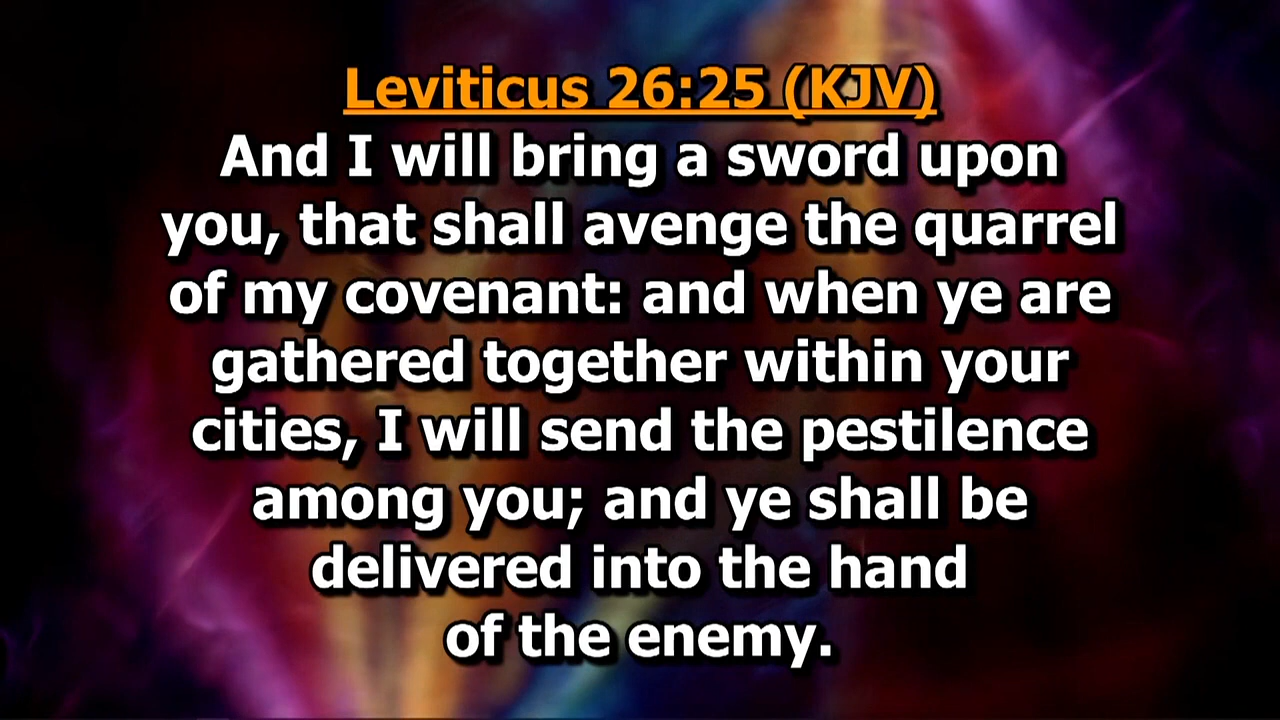 Leviticus 26:25 (KJV)
And I will bring a sword upon
you, that shall avenge the quarrel
of my covenant: and when ye are
gathered together within your
cities, I will send the pestilence
among you; and ye shall be
delivered into the hand
of the enemy.